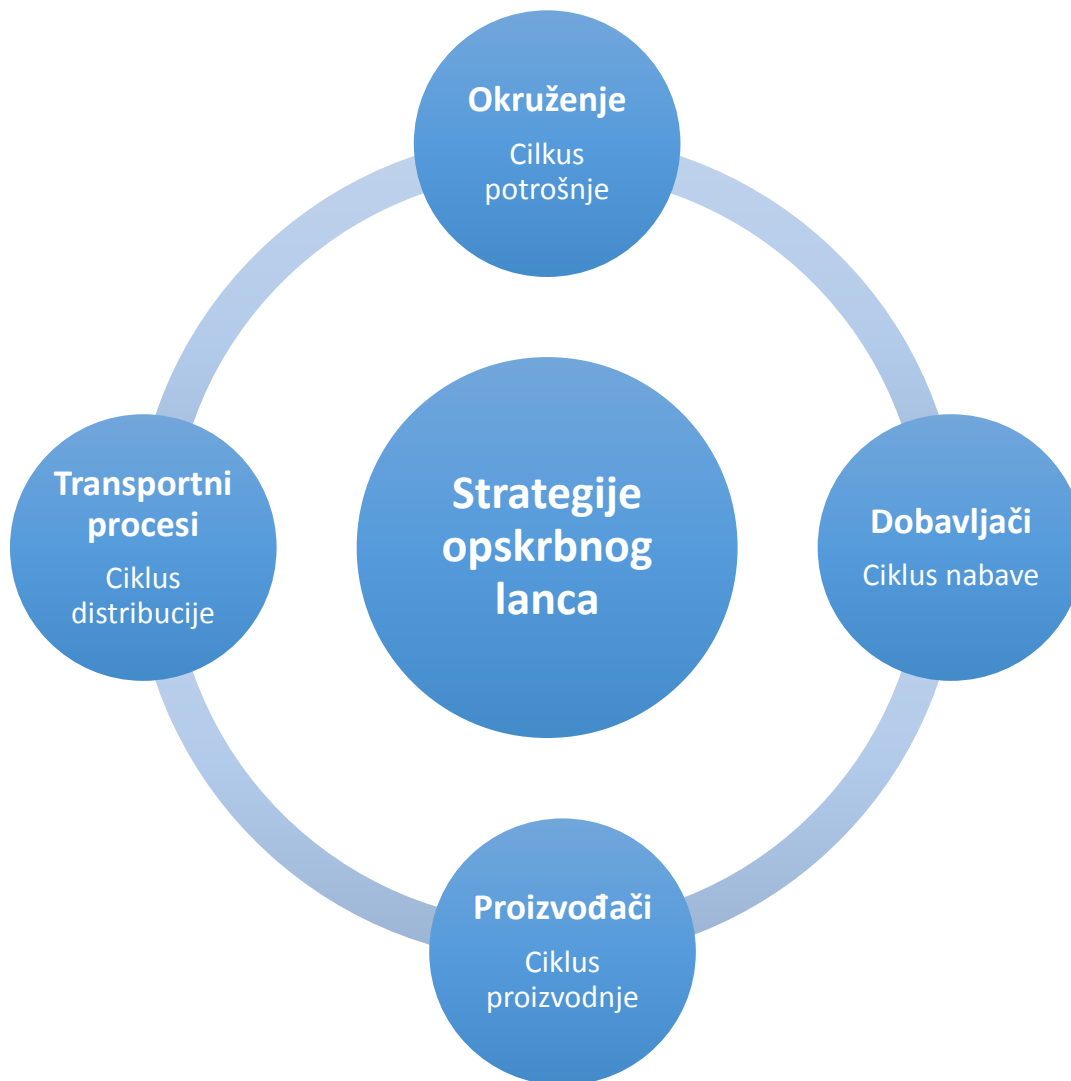 Okruženje
Cilkus
potrošnje
Transportni
procesi
Ciklus
distribucije
Strategije
opskrbnog
lanca
Dobavljači
Ciklus nabave
Proizvođači
Ciklus
proizvodnje